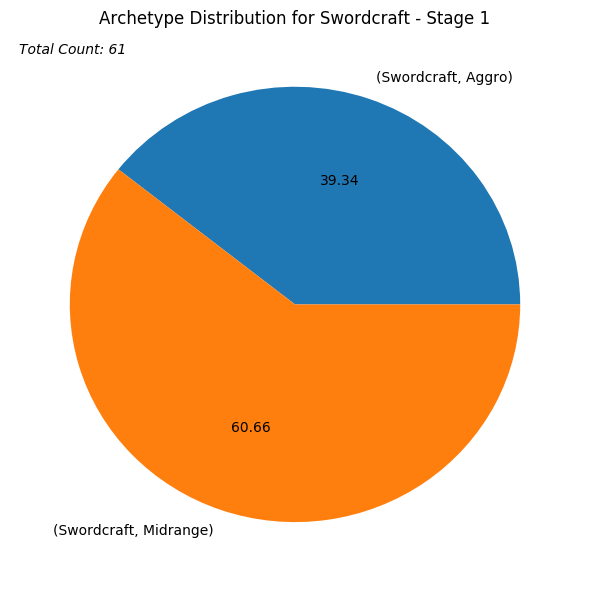 Archetype Distribution for Swordcraft - Stage 1
Total Count: 61
(Swordcraft, Aggro)
39.34
60.66
(Swordcraft, Midrange)